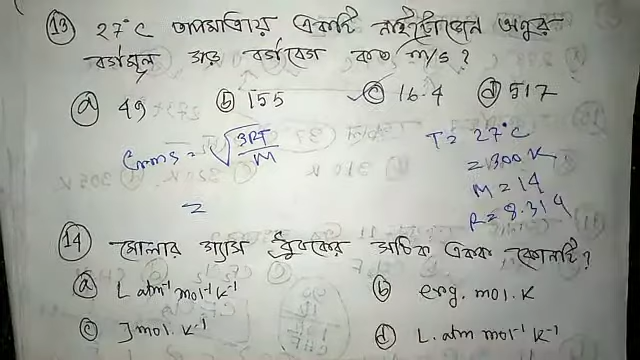 13 27°C তাপমাত্রায় একটি নাইট্রোজেন অনুর
বর্গমূল গড় বর্গবেগ কত m/s ?
a 49 b 155 c 16.4 d 517
Crms = √3RT/M T = 27°C
= 300 K
= M = 14
R = 8.314
14 মোলার গ্যাস ধ্রুবকের সঠিক একক কোনটি?
a L atm⁻¹ mol⁻¹ K⁻¹ b erg. mol. K
c J mol. K⁻¹ d L. atm mol⁻¹ K⁻¹